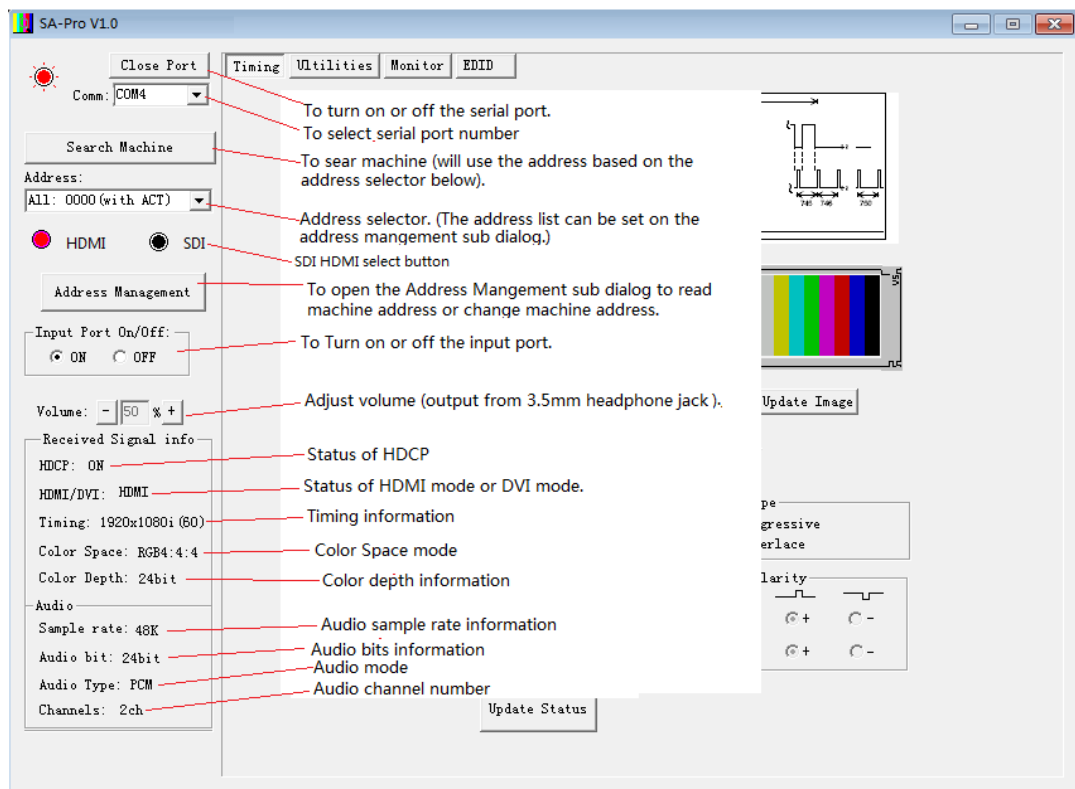 SA-Pro V1.0
Close Port
Comm: COM4
Search Machine
Address:
All: 0000(with ACT)
HDMI SDI
Address Management
Input Port On/Off:
ON OFF
Volume: - 50 % +
Received Signal info
HDCP: ON
HDMI/DVI: HDMI
Timing: 1920x1080i(60)
Color Space: RGB4:4:4
Color Depth: 24bit
Audio
Sample rate: 48K
Audio bit: 24bit
Audio Type: PCM
Channels: 2ch
Timing Ultilities Monitor EDID
To turn on or off the serial port.
To select serial port number
To sear machine (will use the address based on the
address selector below).
Address selector. (The address list can be set on the
address mangement sub dialog.)
SDI HDMI select button
To open the Address Mangement sub dialog to read
machine address or change machine address.
To Turn on or off the input port.
Adjust volume (output from 3.5mm headphone jack).
Status of HDCP
Status of HDMI mode or DVI mode.
Timing information
Color Space mode
Color depth information
Audio sample rate information
Audio bits information
Audio mode
Audio channel number
745 746 750
VS
Update Image
pe
gressive
erlace
larity
+ -
+ -
Update Status